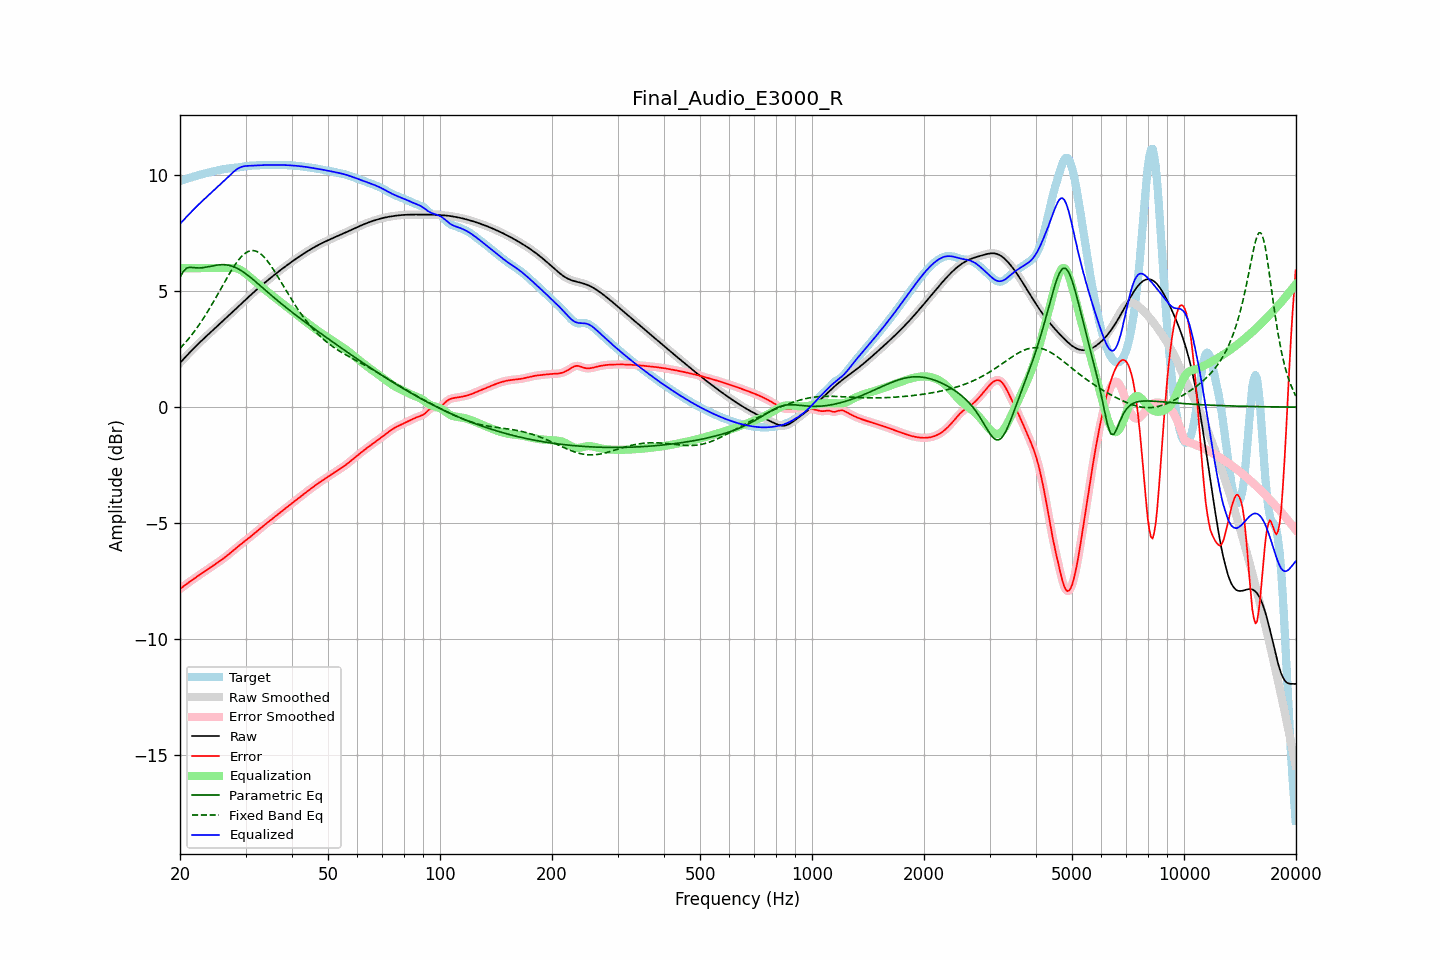 Final_Audio_E3000_R
Amplitude (dBr)
10
5
0
−5
−10
−15
Target
Raw Smoothed
Error Smoothed
Raw
Error
Equalization
Parametric Eq
Fixed Band Eq
Equalized
20
50
100
200
500
1000
2000
5000
10000
20000
Frequency (Hz)